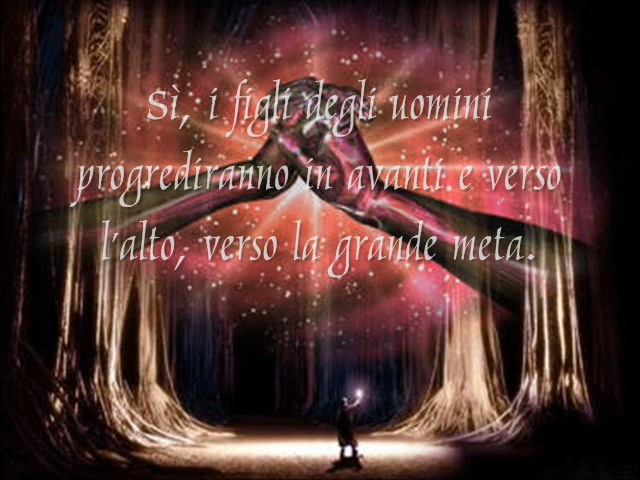 Sì, i figli degli uomini
progrediranno in avanti e verso
l'alto, verso la grande meta.